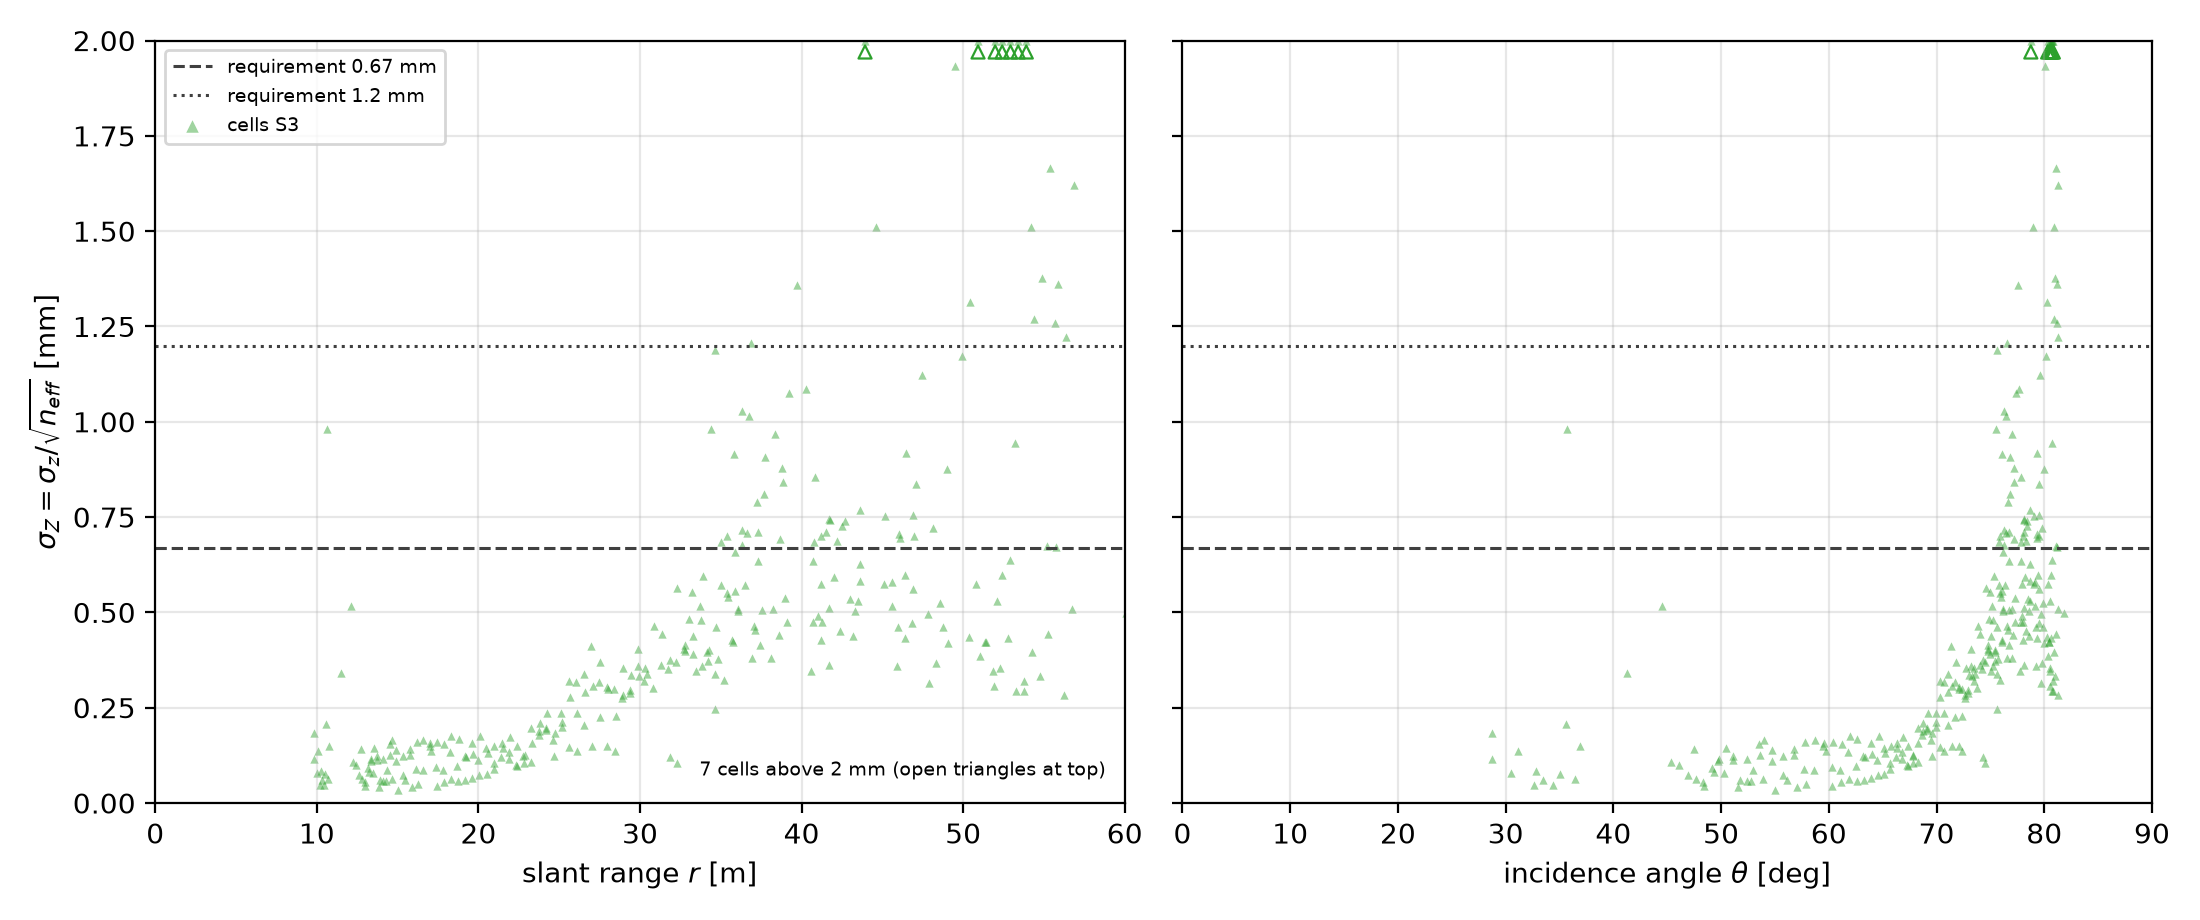 2.00
1.75
1.50
1.25
1.00
0.75
0.50
0.25
0.00
σ_Z = σ_z/√n_eff [mm]
requirement 0.67 mm
requirement 1.2 mm
cells S3
7 cells above 2 mm (open triangles at top)
0 10 20 30 40 50 60
slant range r [m]
0 10 20 30 40 50 60 70 80 90
incidence angle θ [deg]